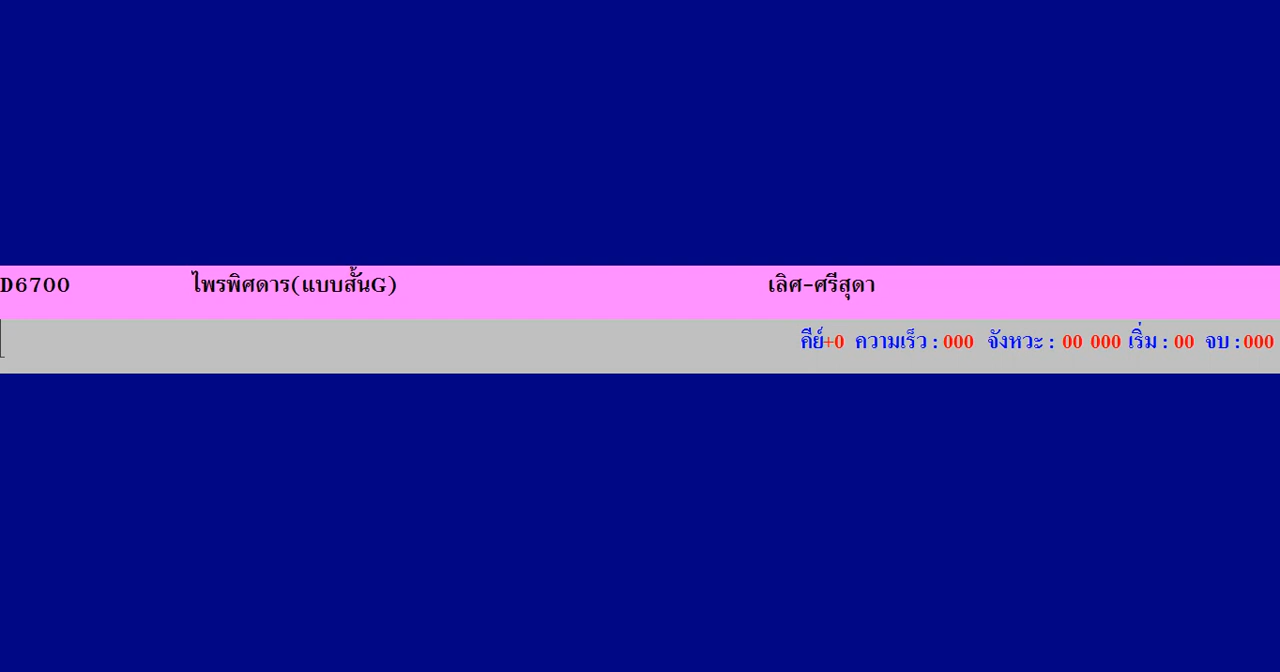 D6700 ไพรพิศดาร(แบบสั้นG) เลิศ-ศรีสุดา
คีย์+0 ความเร็ว : 000 จังหวะ : 00 000 เริ่ม : 00 จบ :000